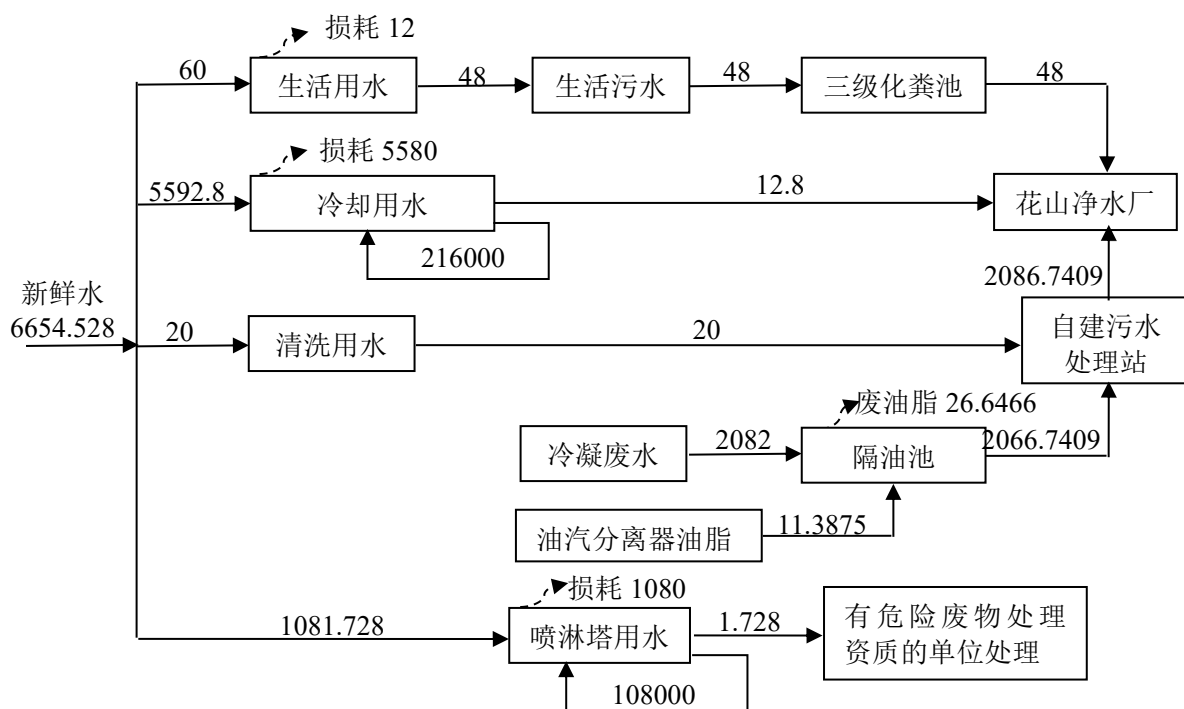 损耗 12
60
生活用水
48
生活污水
48
三级化粪池
48
损耗 5580
5592.8
冷却用水
12.8
花山净水厂
216000
2086.7409
新鲜水
6654.528
20
清洗用水
20
自建污水
处理站
废油脂 26.6466
冷凝废水
2082
隔油池
2066.7409
油汽分离器油脂
11.3875
损耗 1080
1081.728
喷淋塔用水
1.728
有危险废物处理
资质的单位处理
108000